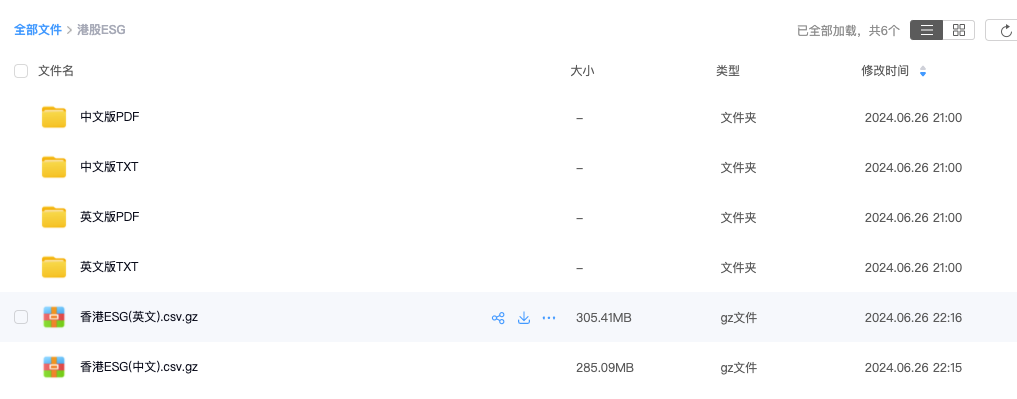 全部文件 > 港股ESG
已全部加载，共6个
文件名 大小 类型 修改时间
中文版PDF – 文件夹 2024.06.26 21:00
中文版TXT – 文件夹 2024.06.26 21:00
英文版PDF – 文件夹 2024.06.26 21:00
英文版TXT – 文件夹 2024.06.26 21:00
香港ESG(英文).csv.gz 305.41MB gz文件 2024.06.26 22:16
香港ESG(中文).csv.gz 285.09MB gz文件 2024.06.26 22:15